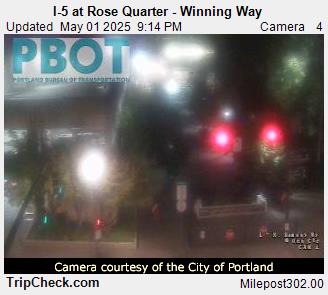 I-5 at Rose Quarter - Winning Way
Updated May 01 2025 9:14 PM Camera 4
PBOT
PORTLAND BUREAU OF TRANSPORTATION
Camera courtesy of the City of Portland
TripCheck.com Milepost302.00